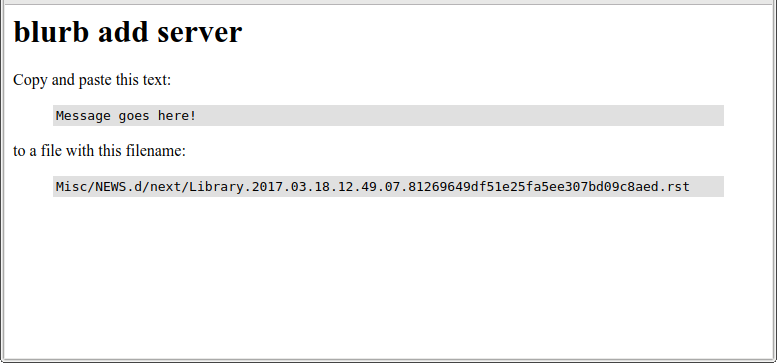 blurb add server
Copy and paste this text:
Message goes here!
to a file with this filename:
Misc/NEWS.d/next/Library.2017.03.18.12.49.07.81269649df51e25fa5ee307bd09c8aed.rst